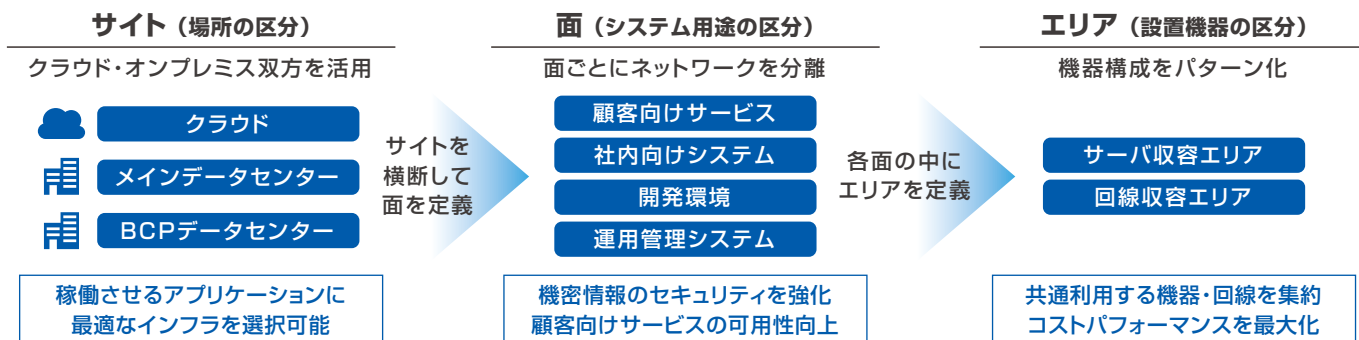 サイト（場所の区分）
クラウド・オンプレミス双方を活用
クラウド
メインデータセンター
BCPデータセンター
稼働させるアプリケーションに
最適なインフラを選択可能
サイトを
横断して
面を定義
面（システム用途の区分）
面ごとにネットワークを分離
顧客向けサービス
社内向けシステム
開発環境
運用管理システム
機密情報のセキュリティを強化
顧客向けサービスの可用性向上
各面の中に
エリアを定義
エリア（設置機器の区分）
機器構成をパターン化
サーバ収容エリア
回線収容エリア
共通利用する機器・回線を集約
コストパフォーマンスを最大化